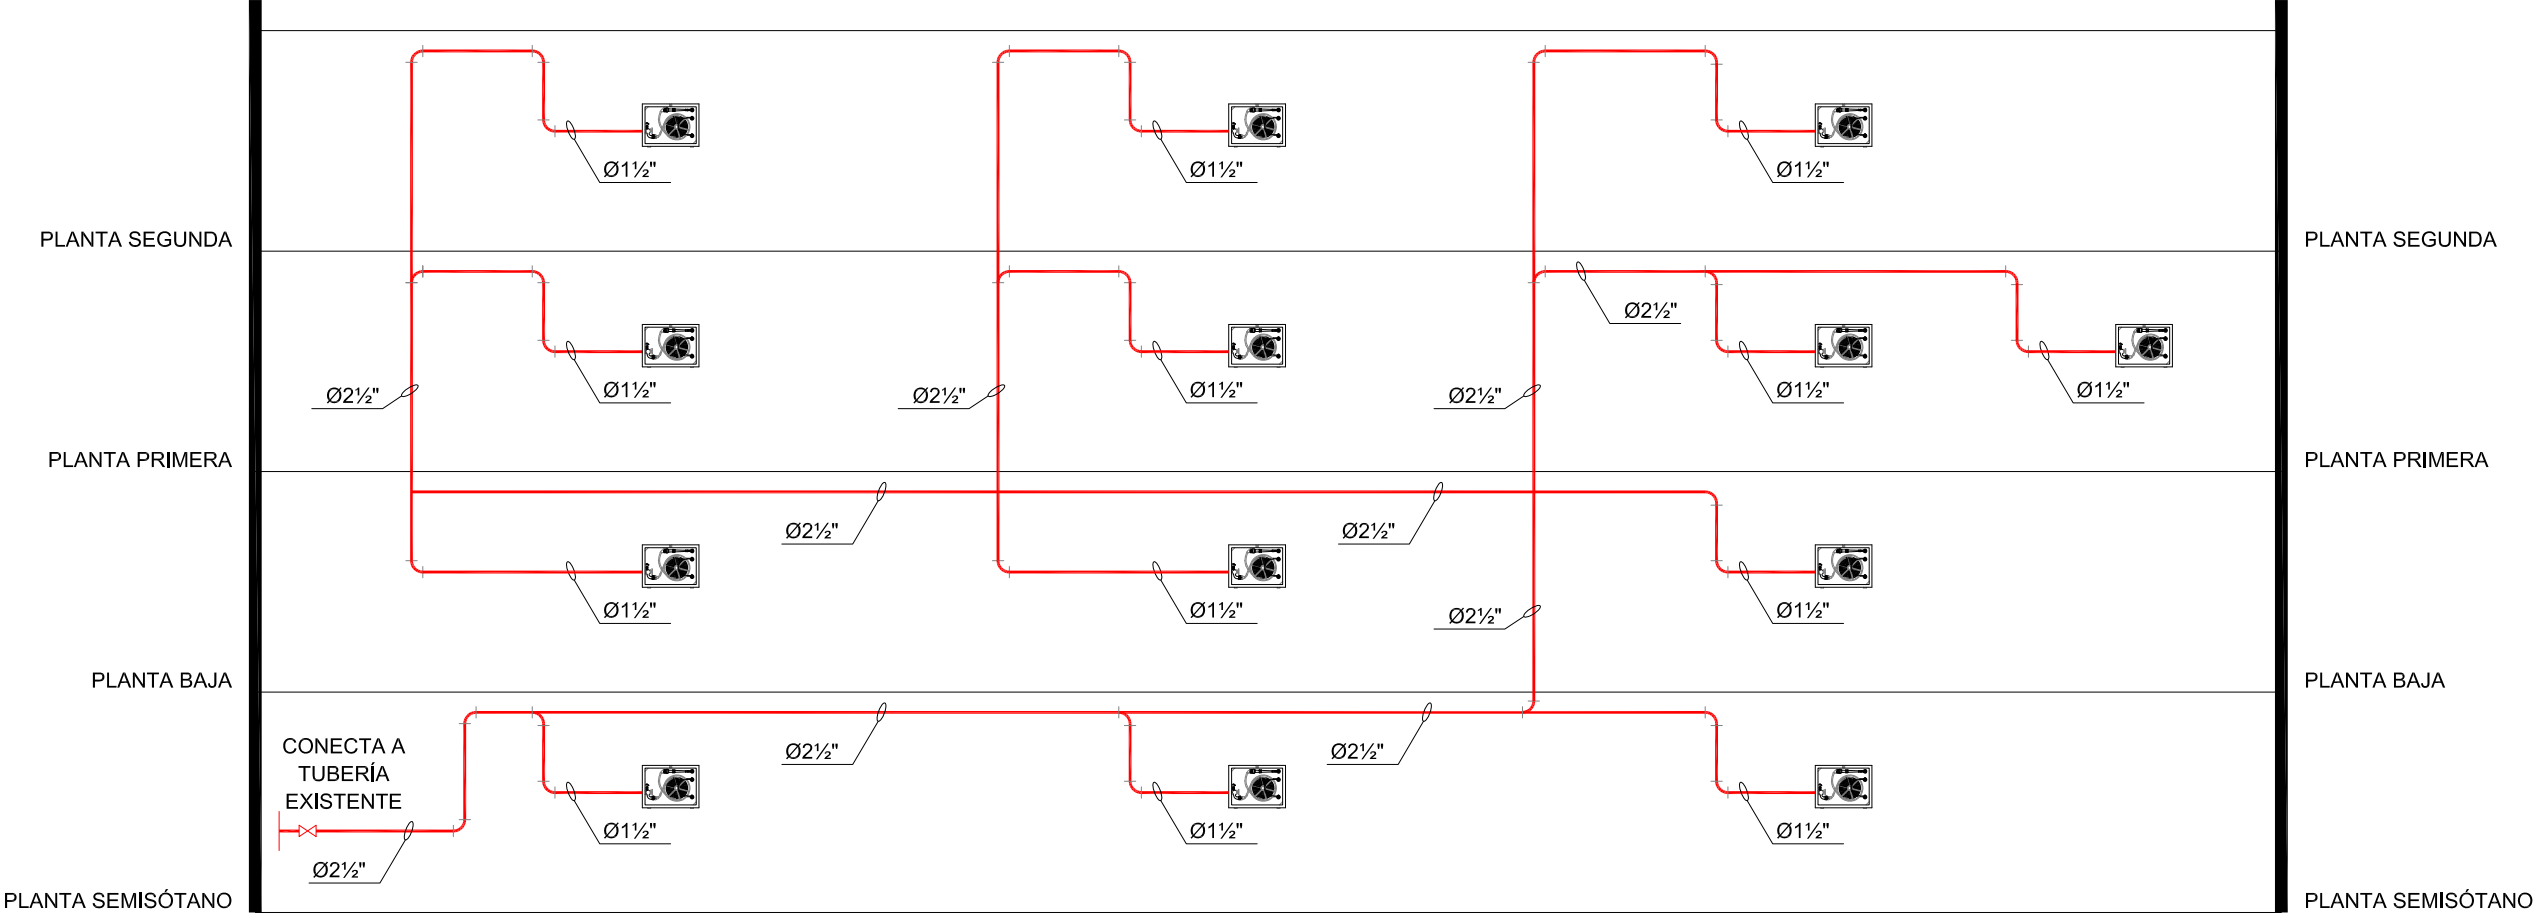 Ø1½"
Ø1½"
Ø1½"
PLANTA SEGUNDA
PLANTA SEGUNDA
Ø2½"
Ø2½"
Ø1½"
Ø2½"
Ø1½"
Ø2½"
Ø1½"
Ø1½"
PLANTA PRIMERA
PLANTA PRIMERA
Ø2½"
Ø2½"
Ø1½"
Ø1½"
Ø2½"
Ø1½"
PLANTA BAJA
PLANTA BAJA
CONECTA A
TUBERÍA
EXISTENTE
Ø2½"
Ø2½"
Ø2½"
Ø1½"
Ø1½"
Ø1½"
PLANTA SEMISÓTANO
PLANTA SEMISÓTANO